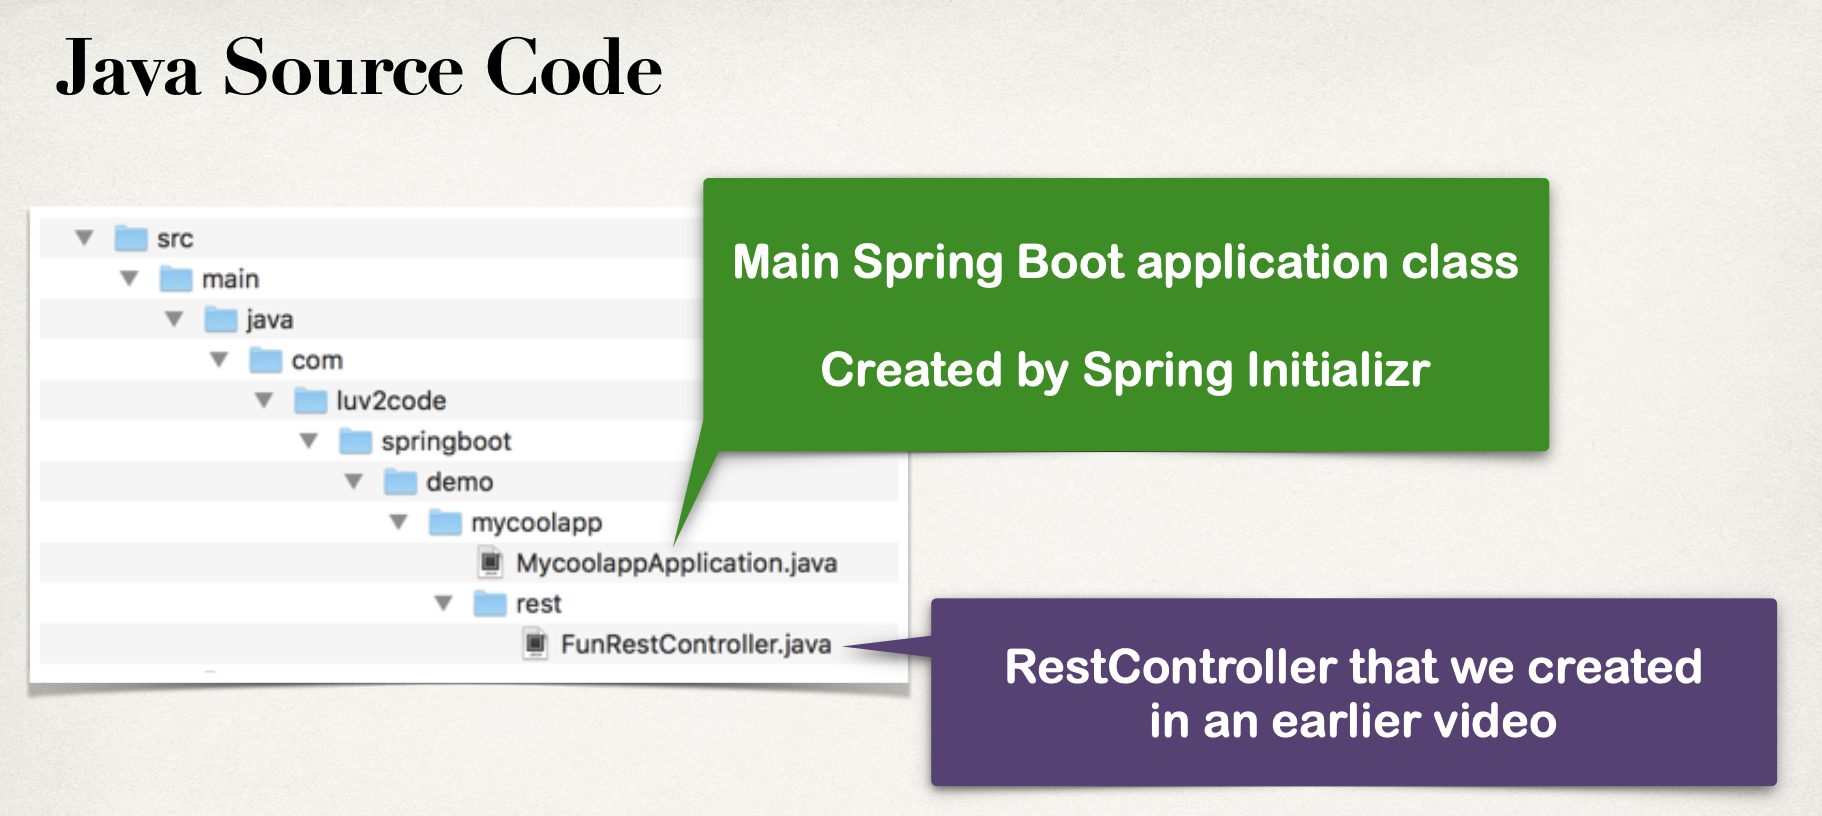 Java Source Code
src
main
java
com
luv2code
springboot
demo
mycoolapp
MycoolappApplication.java
rest
FunRestController.java
Main Spring Boot application class
Created by Spring Initializr
RestController that we created
in an earlier video